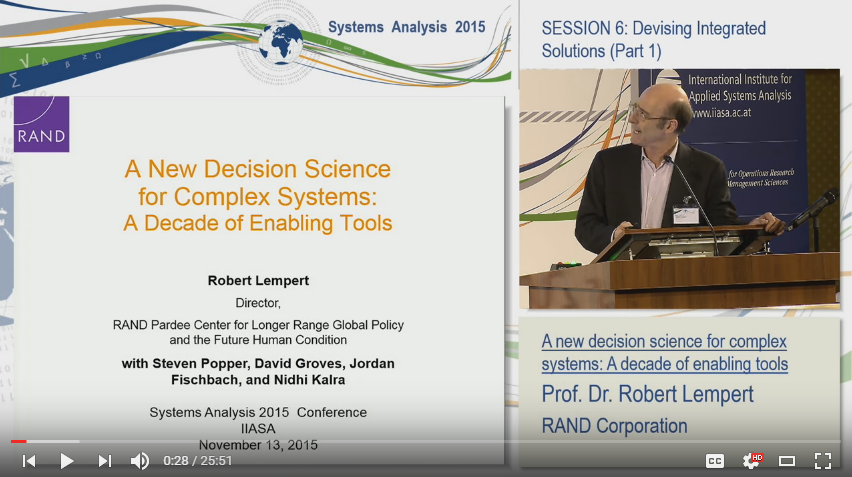 Systems Analysis 2015
RAND
A New Decision Science
for Complex Systems:
A Decade of Enabling Tools
Robert Lempert
Director,
RAND Pardee Center for Longer Range Global Policy
and the Future Human Condition
with Steven Popper, David Groves, Jordan
Fischbach, and Nidhi Kalra
Systems Analysis 2015 Conference
IIASA
November 13, 2015
SESSION 6: Devising Integrated
Solutions (Part 1)
International Institute for
Applied Systems Analysis
www.iiasa.ac.at
for Operations Research
Management Sciences
A new decision science for complex
systems: A decade of enabling tools
Prof. Dr. Robert Lempert
RAND Corporation
0:28 / 25:51
CC
HD